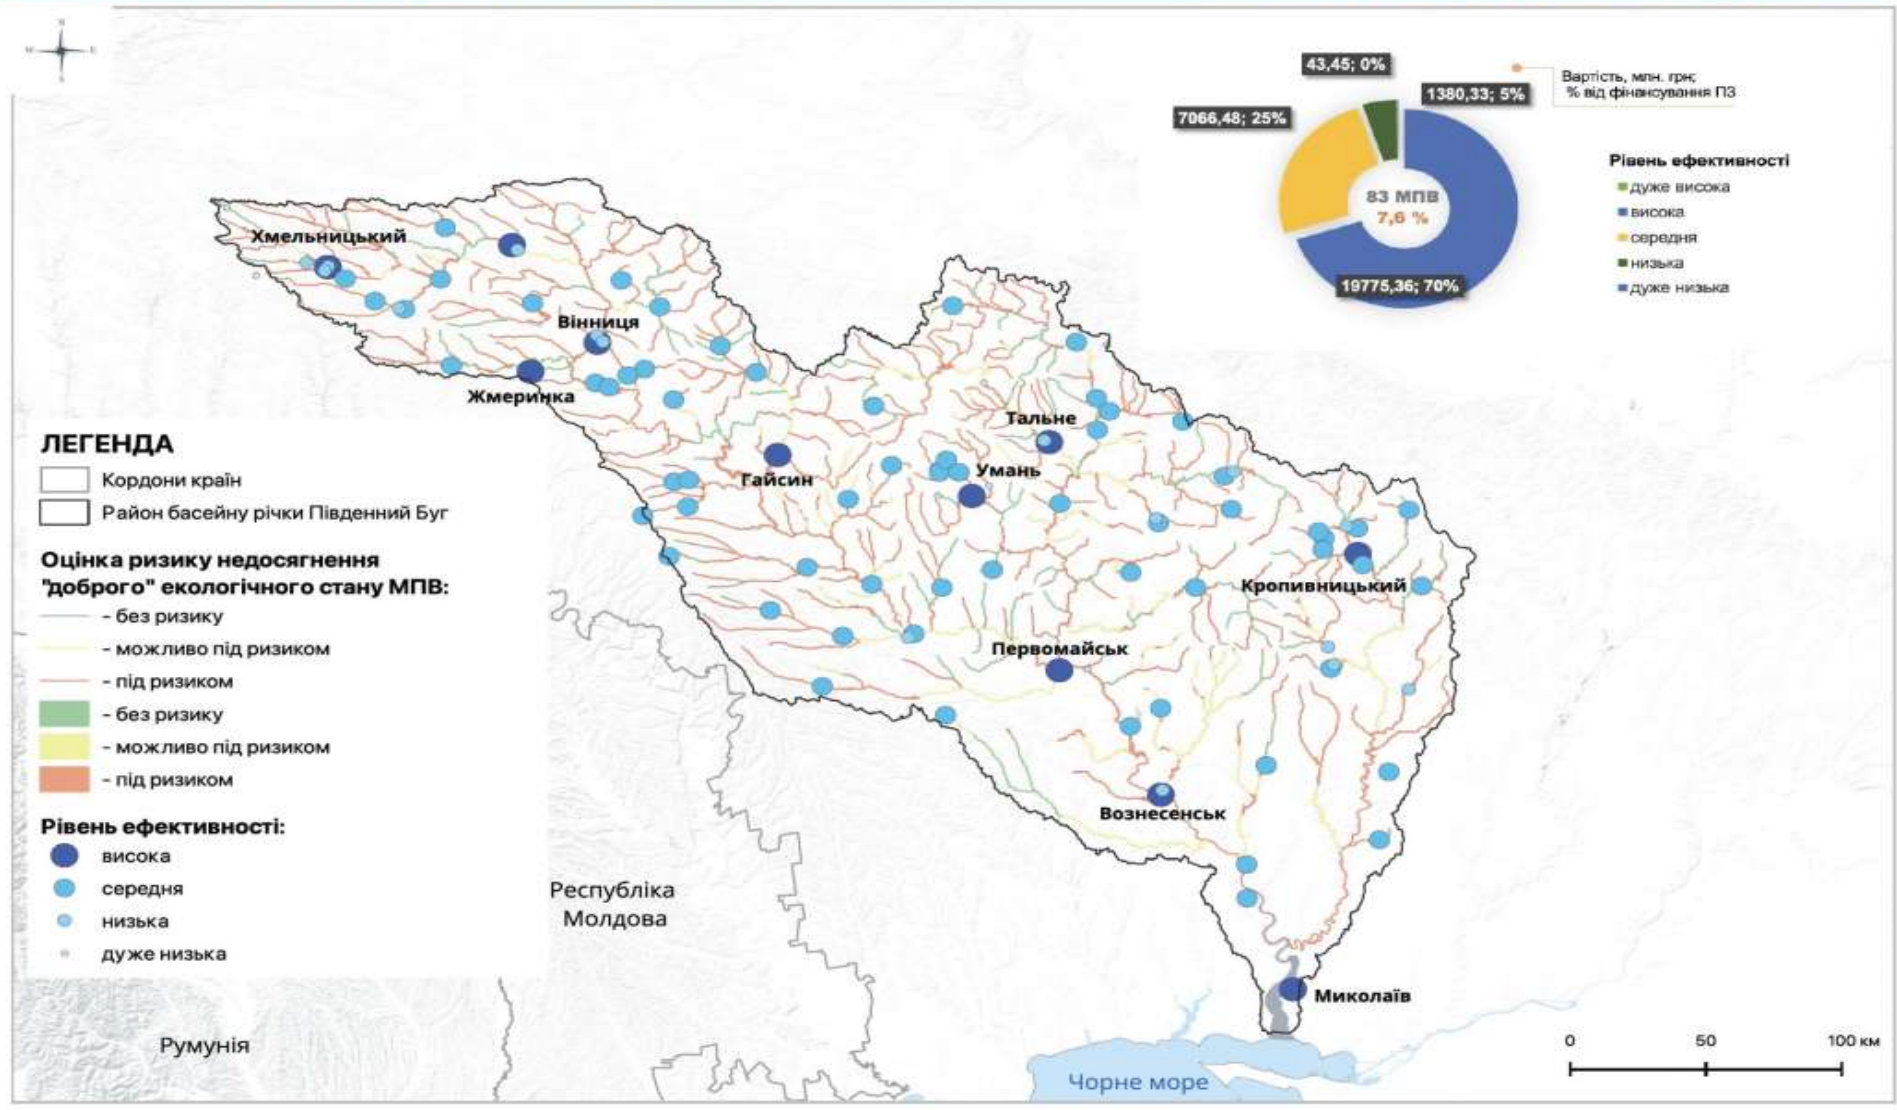 43,45; 0%
1380,33; 5%
7066,48; 25%
19775,36; 70%
83 МПВ
7,6 %
Вартість, млн. грн;
% від фінансування ПЗ
Рівень ефективності
дуже висока
висока
середня
низька
дуже низька
Хмельницький
Вінниця
Жмеринка
Гайсин
Тальне
Умань
Кропивницький
Первомайськ
Вознесенськ
Миколаїв
ЛЕГЕНДА
Кордони країн
Район басейну річки Південний Буг
Оцінка ризику недосягнення
"доброго" екологічного стану МПВ:
- без ризику
- можливо під ризиком
- під ризиком
- без ризику
- можливо під ризиком
- під ризиком
Рівень ефективності:
висока
середня
низька
дуже низька
Республіка
Молдова
Румунія
Чорне море
0 50 100 км